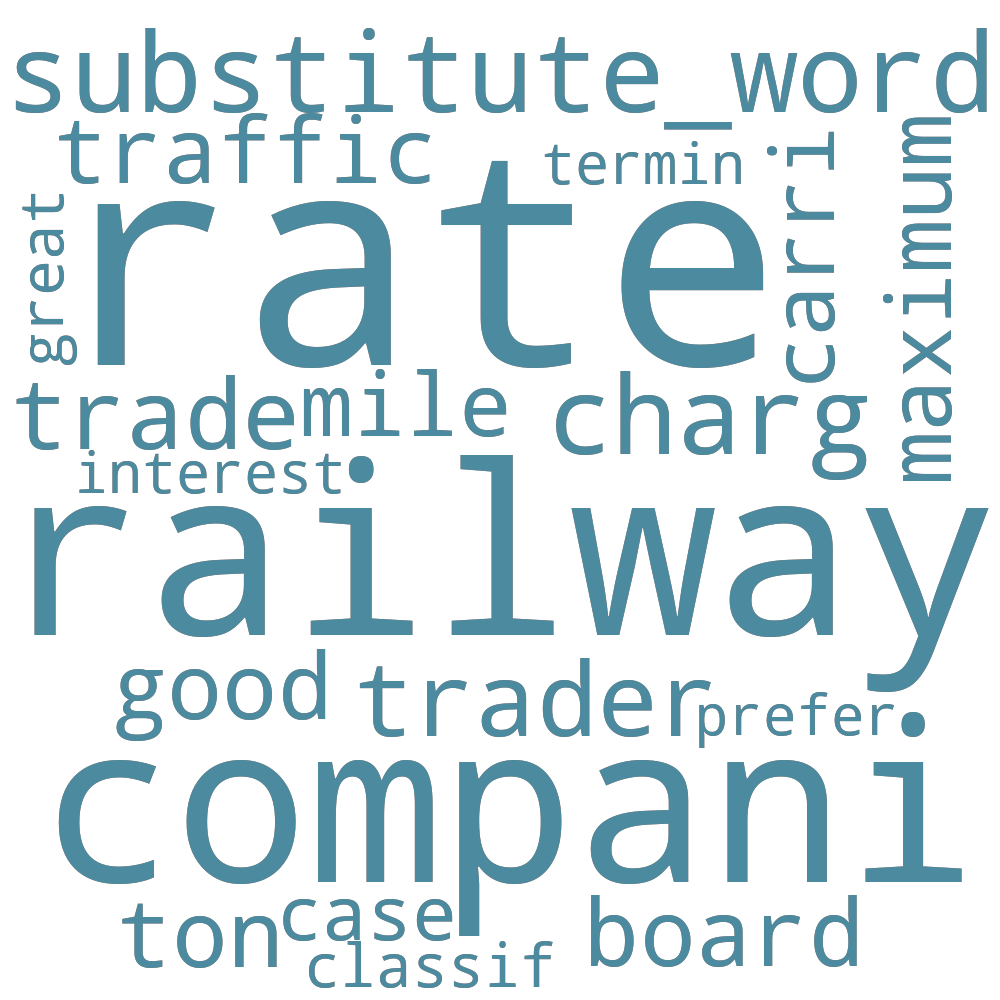 substitute_word
traffic
termin
carri
maximum
great
rate
trade
mile
charg
interest
railway
good
trader
prefer
compani
ton
case
board
classif